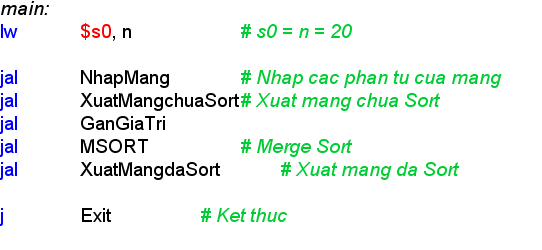 main:
lw $s0, n # s0 = n = 20
jal NhapMang # Nhap cac phan tu cua mang
jal XuatMangchuaSort# Xuat mang chua Sort
jal GanGiaTri
jal MSORT # Merge Sort
jal XuatMangdaSort # Xuat mang da Sort
j Exit # Ket thuc